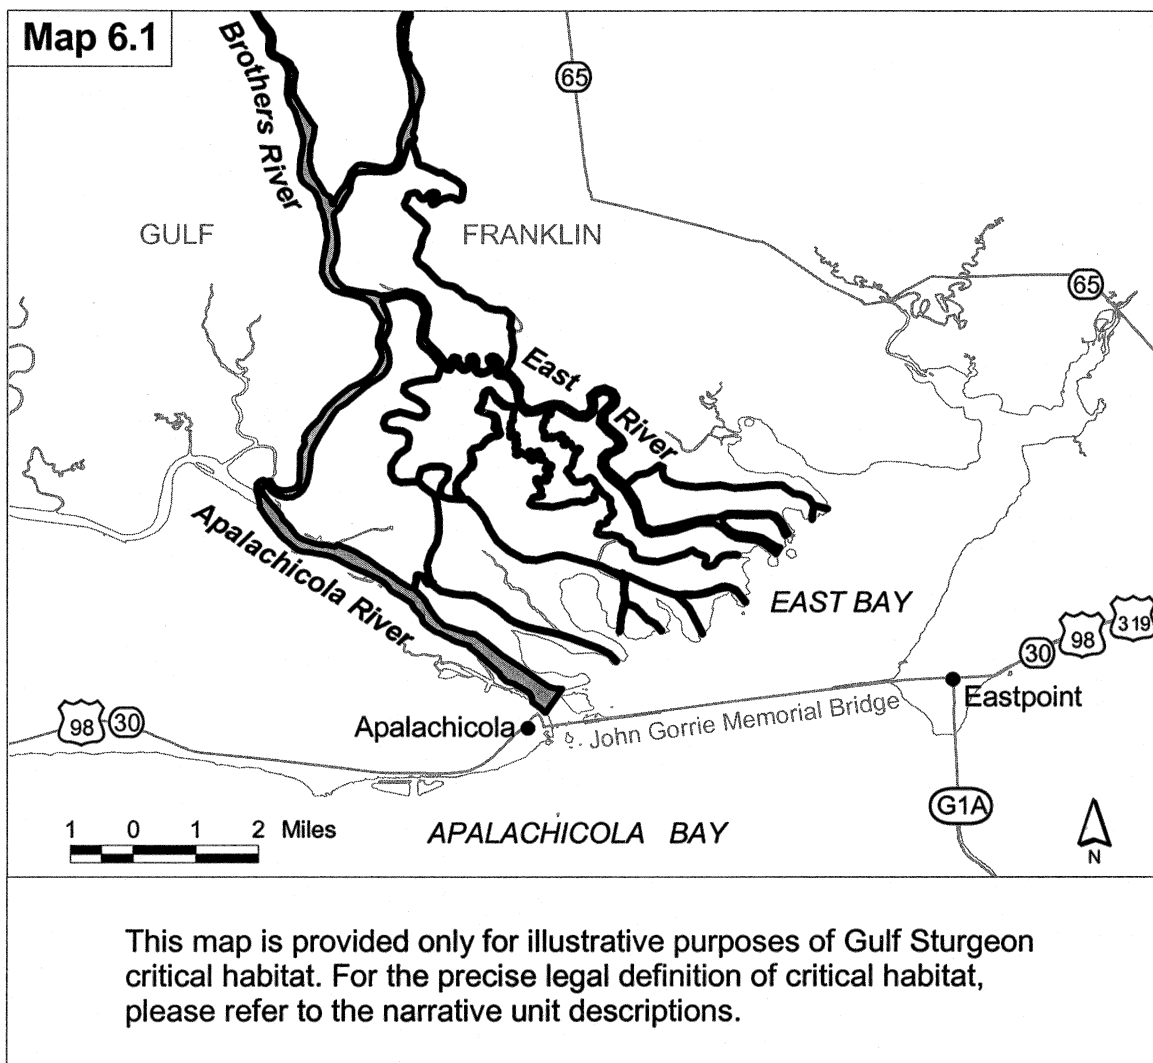 Map 6.1
Brothers River
65
GULF
FRANKLIN
65
East River
Apalachicola River
EAST BAY
30
98
319
Eastpoint
Apalachicola
John Gorrie Memorial Bridge
98
30
G1A
1 0 1 2 Miles
APALACHICOLA BAY
N
This map is provided only for illustrative purposes of Gulf Sturgeon
critical habitat. For the precise legal definition of critical habitat,
please refer to the narrative unit descriptions.